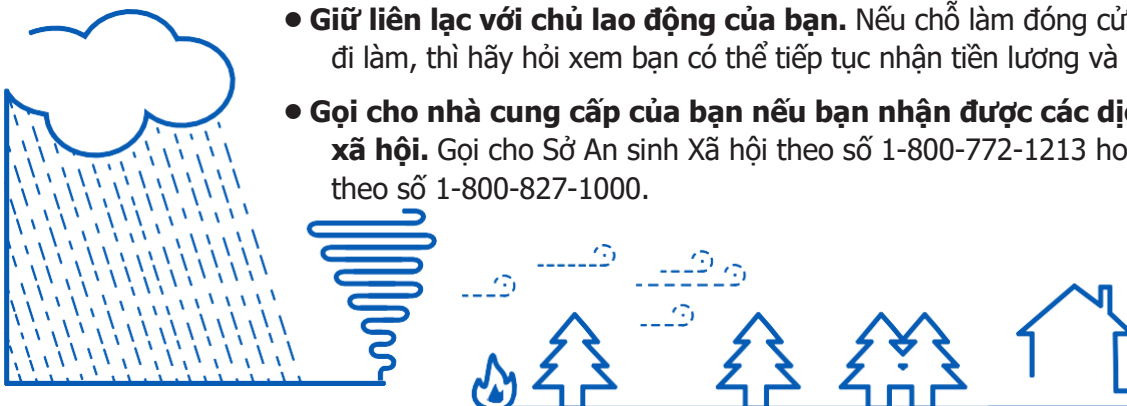 • Giữ liên lạc với chủ lao động của bạn. Nếu chỗ làm đóng cử
đi làm, thì hãy hỏi xem bạn có thể tiếp tục nhận tiền lương và
• Gọi cho nhà cung cấp của bạn nếu bạn nhận được các
xã hội. Gọi cho Sở An sinh Xã hội theo số 1-800-772-1213
theo số 1-800-827-1000.